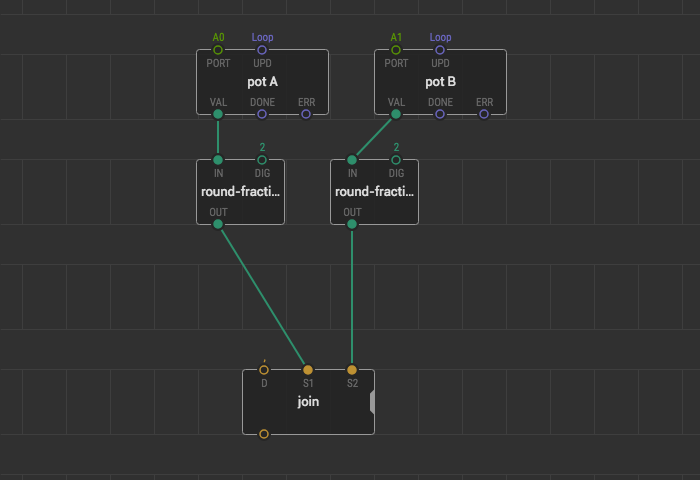 A0 Loop A1 Loop
PORT UPD PORT UPD
pot A pot B
VAL DONE ERR VAL DONE ERR
2 2
IN DIG IN DIG
round-fracti... round-fracti...
OUT OUT
,
D S1 S2
join